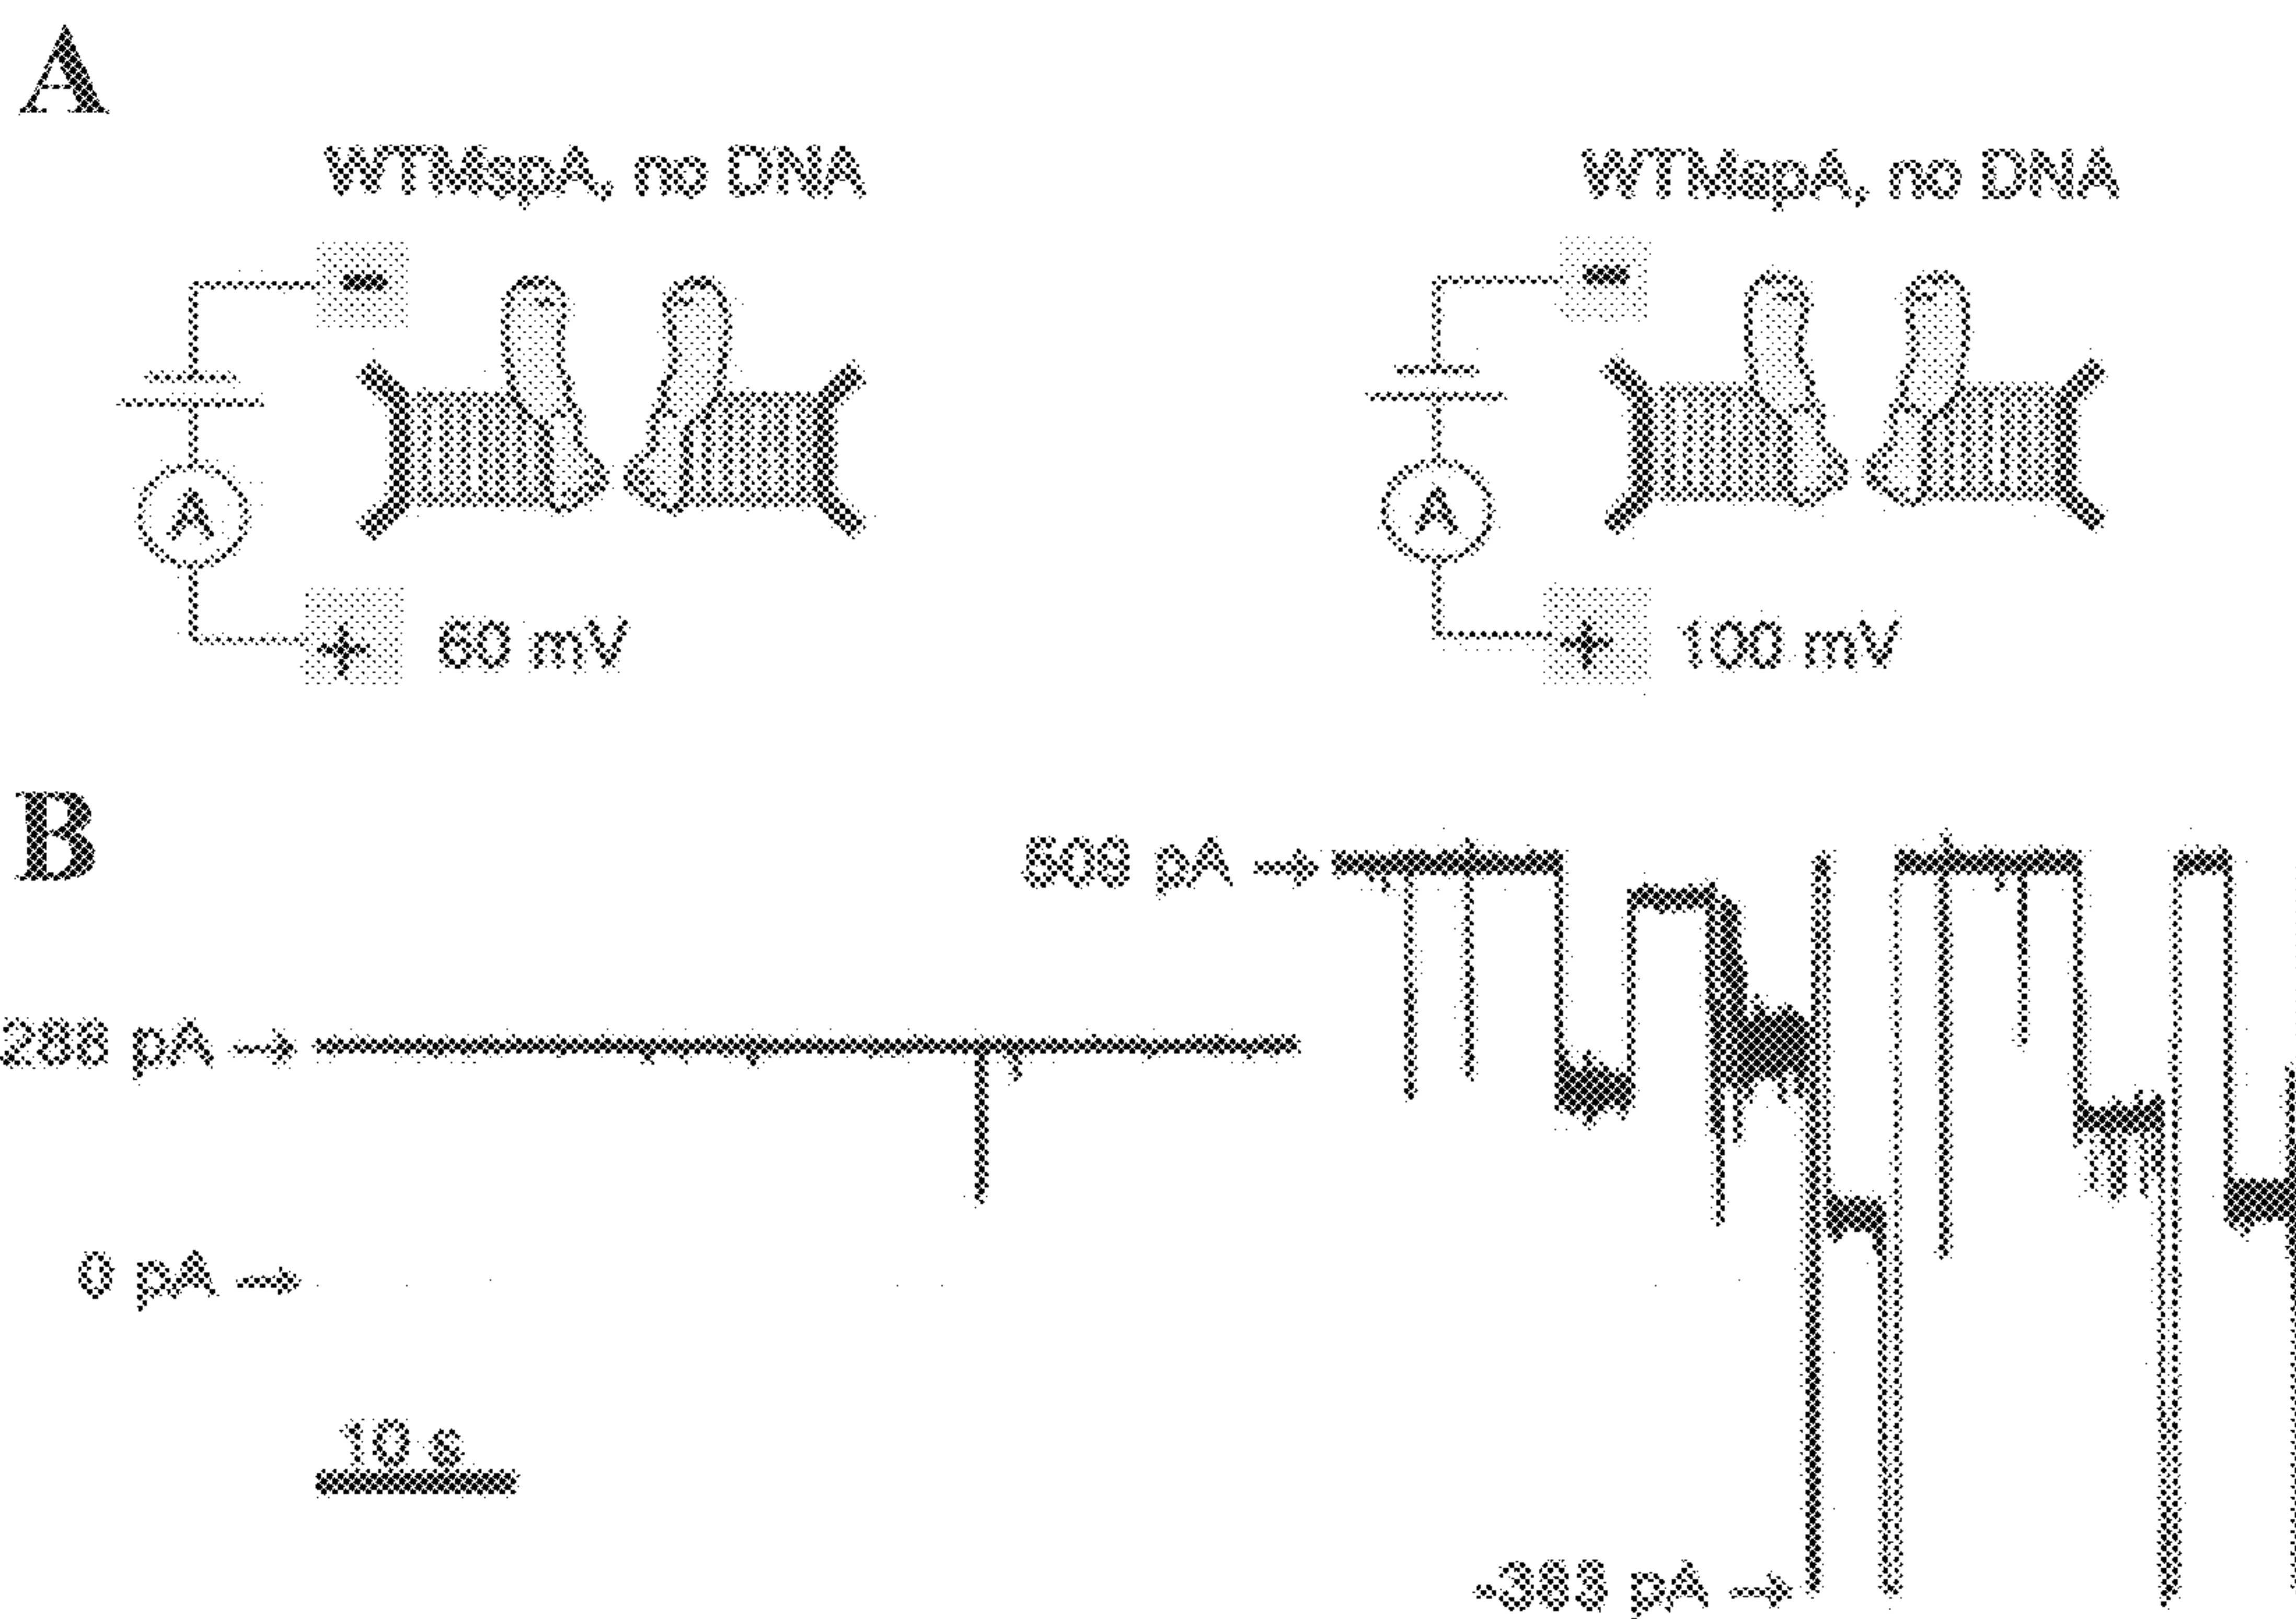 A
WTMspA, no DNA
WTMspA, no DNA
-
-
A
A
+ 60 mV
+ 100 mV
B
509 pA →
288 pA →
0 pA →
10 s
-383 pA →